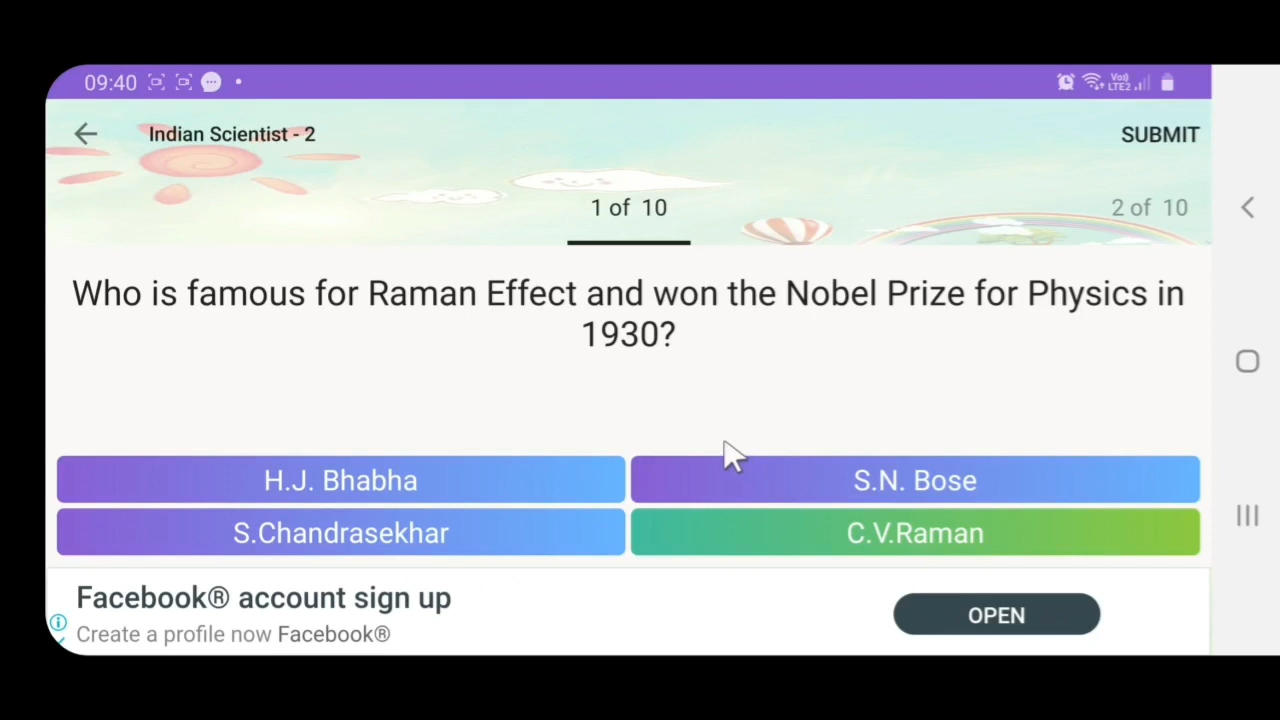 09:40
Vo)) LTE2
Indian Scientist - 2
SUBMIT
1 of 10
2 of 10
Who is famous for Raman Effect and won the Nobel Prize for Physics in
1930?
H.J. Bhabha
S.N. Bose
S.Chandrasekhar
C.V.Raman
Facebook® account sign up
Create a profile now Facebook®
OPEN